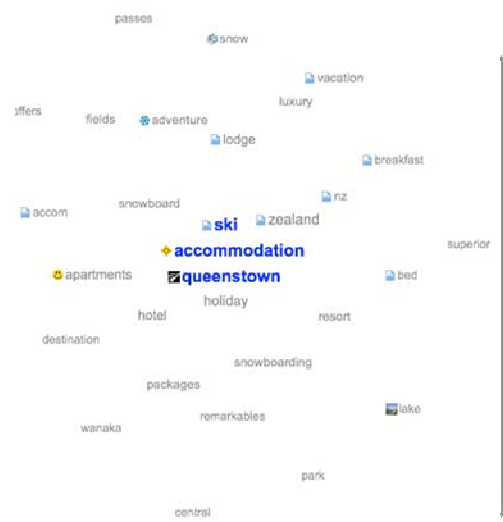 passes
snow
vacation
luxury
offers
fields
adventure
lodge
breakfast
nz
snowboard
accom
zealand
ski
superior
accommodation
apartments
queenstown
bed
holiday
hotel
resort
destination
snowboarding
packages
lake
remarkables
wanaka
park
central